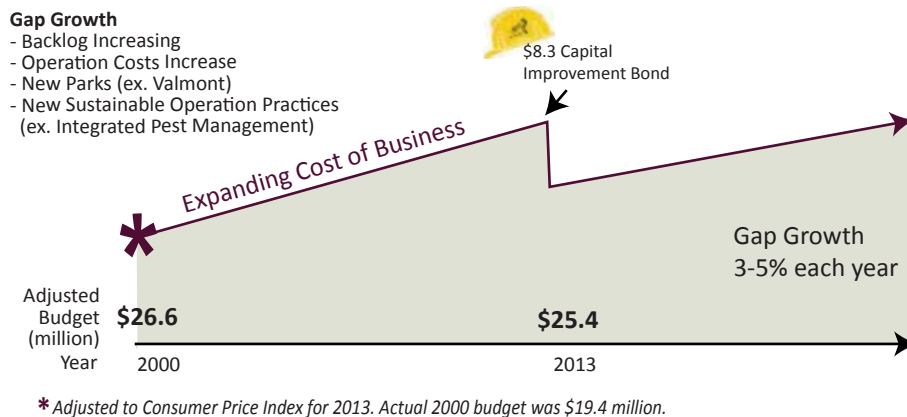 Gap Growth
- Backlog Increasing
- Operation Costs Increase
- New Parks (ex. Valmont)
- New Sustainable Operation Practices
(ex. Integrated Pest Management)
$8.3 Capital
Improvement Bond
Expanding Cost of Business
*
Gap Growth
3-5% each year
Adjusted
Budget
(million)
$26.6
$25.4
Year
2000
2013
* Adjusted to Consumer Price Index for 2013. Actual 2000 budget was $19.4 million.